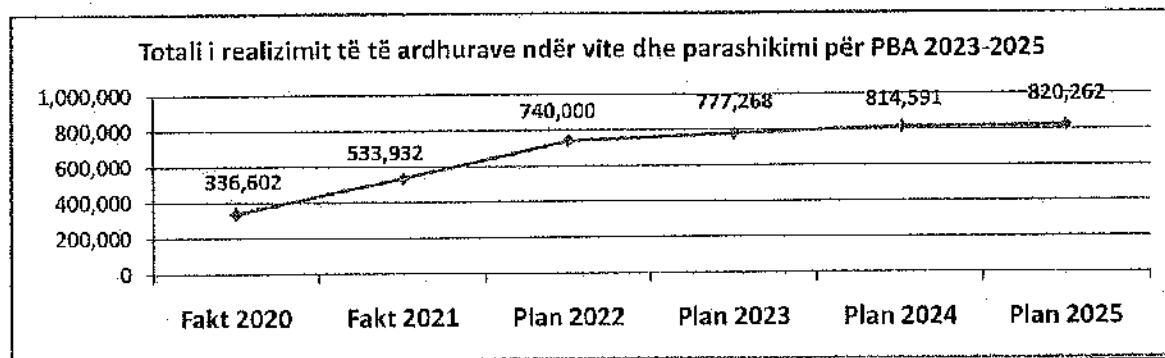 Totali i realizimit të të ardhurave ndër vite dhe parashikimi për PBA 2023-2025
1,000,000
800,000
600,000
400,000
200,000
0
336,602
533,932
740,000
777,268
814,591
820,262
Fakt 2020
Fakt 2021
Plan 2022
Plan 2023
Plan 2024
Plan 2025